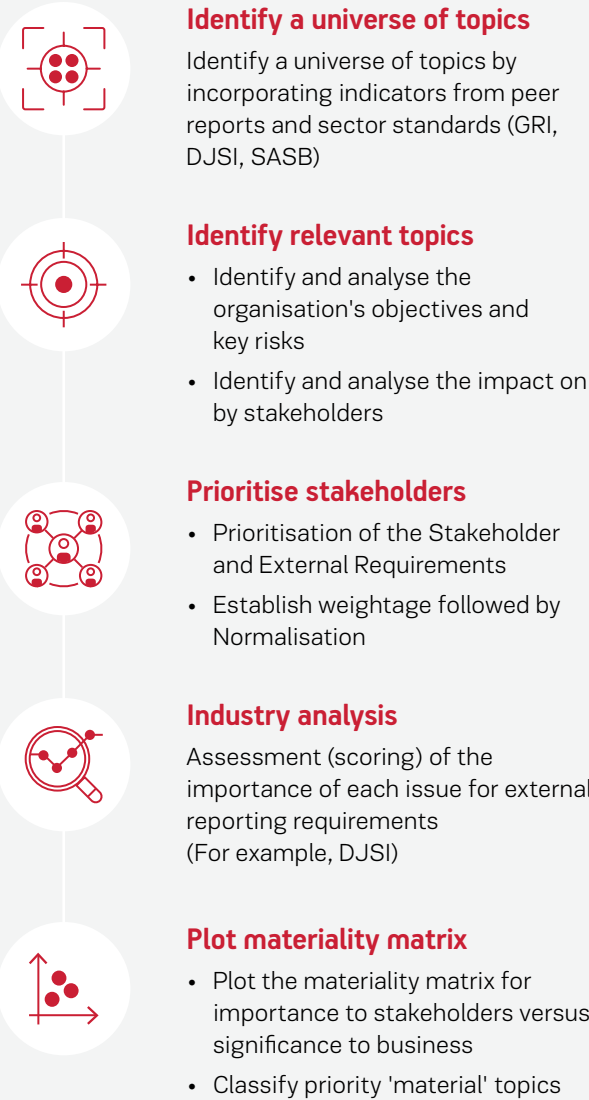 Identify a universe of topics
Identify a universe of topics by
incorporating indicators from peer
reports and sector standards (GRI,
DJSI, SASB)
Identify relevant topics
• Identify and analyse the
organisation's objectives and
key risks
• Identify and analyse the impact on
by stakeholders
Prioritise stakeholders
• Prioritisation of the Stakeholder
and External Requirements
• Establish weightage followed by
Normalisation
Industry analysis
Assessment (scoring) of the
importance of each issue for external
reporting requirements
(For example, DJSI)
Plot materiality matrix
• Plot the materiality matrix for
importance to stakeholders versus
significance to business
• Classify priority 'material' topics